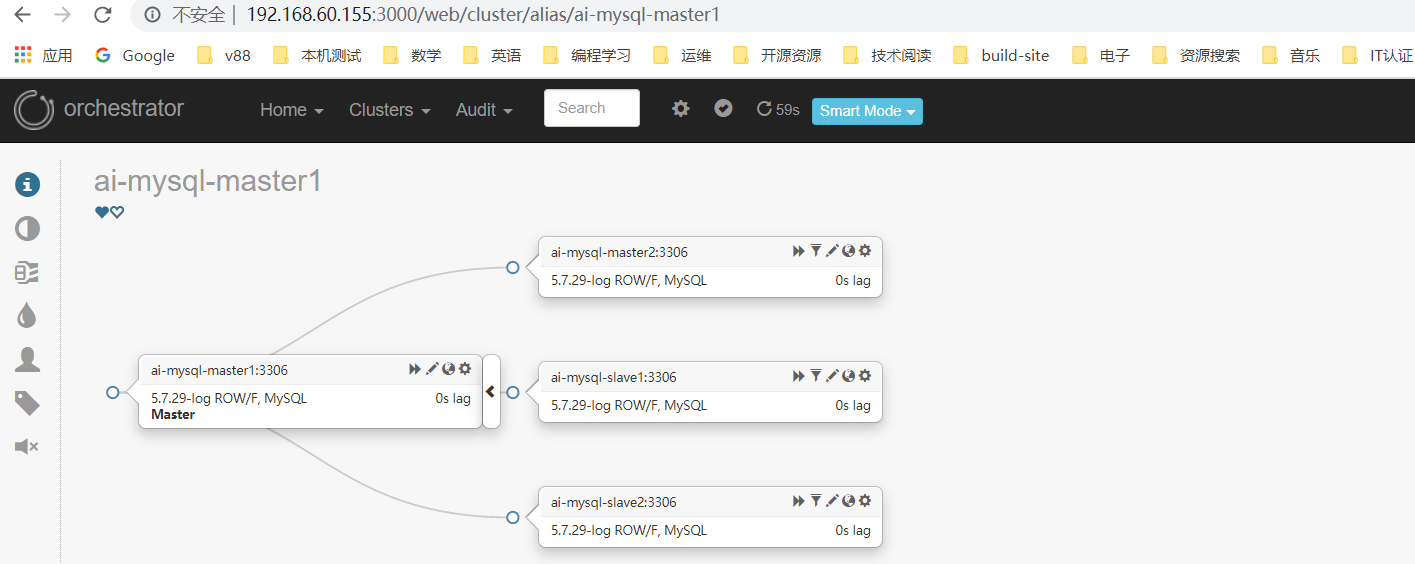 不安全 | 192.168.60.155:3000/web/cluster/alias/ai-mysql-master1
应用 Google v88 本机测试 数学 英语 编程学习 运维 开源资源 技术阅读 build-site 电子 资源搜索 音乐 IT认证
orchestrator Home Clusters Audit Search 59s Smart Mode
ai-mysql-master1
ai-mysql-master2:3306
5.7.29-log ROW/F, MySQL 0s lag
ai-mysql-master1:3306
5.7.29-log ROW/F, MySQL 0s lag
Master
ai-mysql-slave1:3306
5.7.29-log ROW/F, MySQL 0s lag
ai-mysql-slave2:3306
5.7.29-log ROW/F, MySQL 0s lag